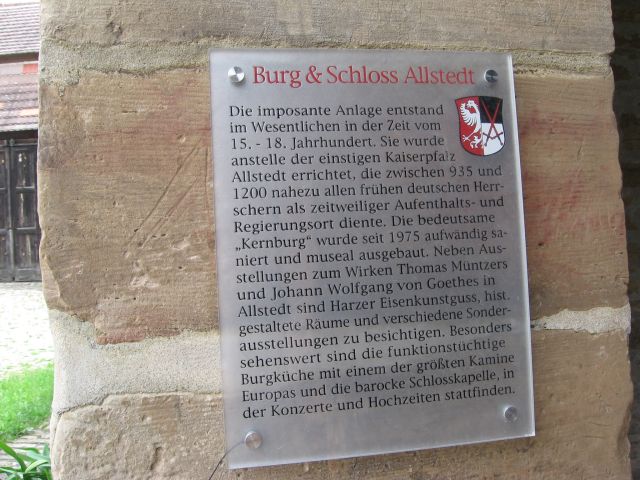 Burg & Schloss Allstedt
Die imposante Anlage entstand
im Wesentlichen in der Zeit vom
15. - 18. Jahrhundert. Sie wurde
anstelle der einstigen Kaiserpfalz
Allstedt errichtet, die zwischen 935 und
1200 nahezu allen frühen deutschen Herr-
schern als zeitweiliger Aufenthalts- und
Regierungsort diente. Die bedeutsame
„Kernburg“ wurde seit 1975 aufwändig sa-
niert und museal ausgebaut. Neben Aus-
stellungen zum Wirken Thomas Müntzers
und Johann Wolfgang von Goethes in
Allstedt sind Harzer Eisenkunstguss, hist.
gestaltete Räume und verschiedene Sonder-
ausstellungen zu besichtigen. Besonders
sehenswert sind die funktionstüchtige
Burgküche mit einem der größten Kamine
Europas und die barocke Schlosskapelle, in
der Konzerte und Hochzeiten stattfinden.